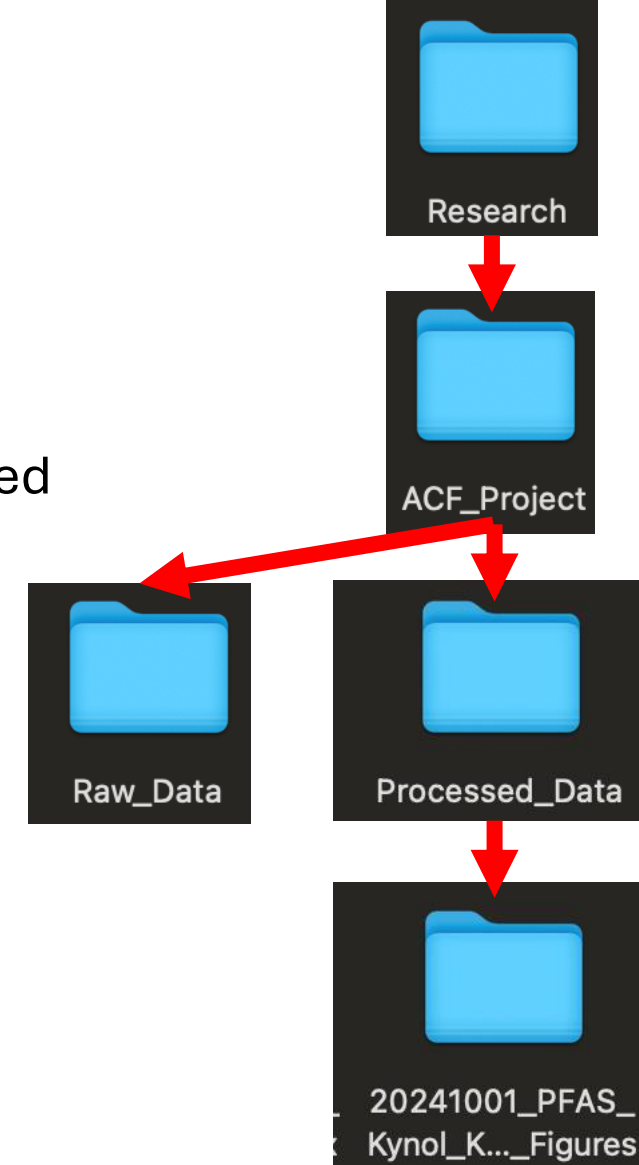 Research
ACF_Project
ed
Raw_Data
Processed_Data
20241001_PFAS_
Kynol_K..._Figures